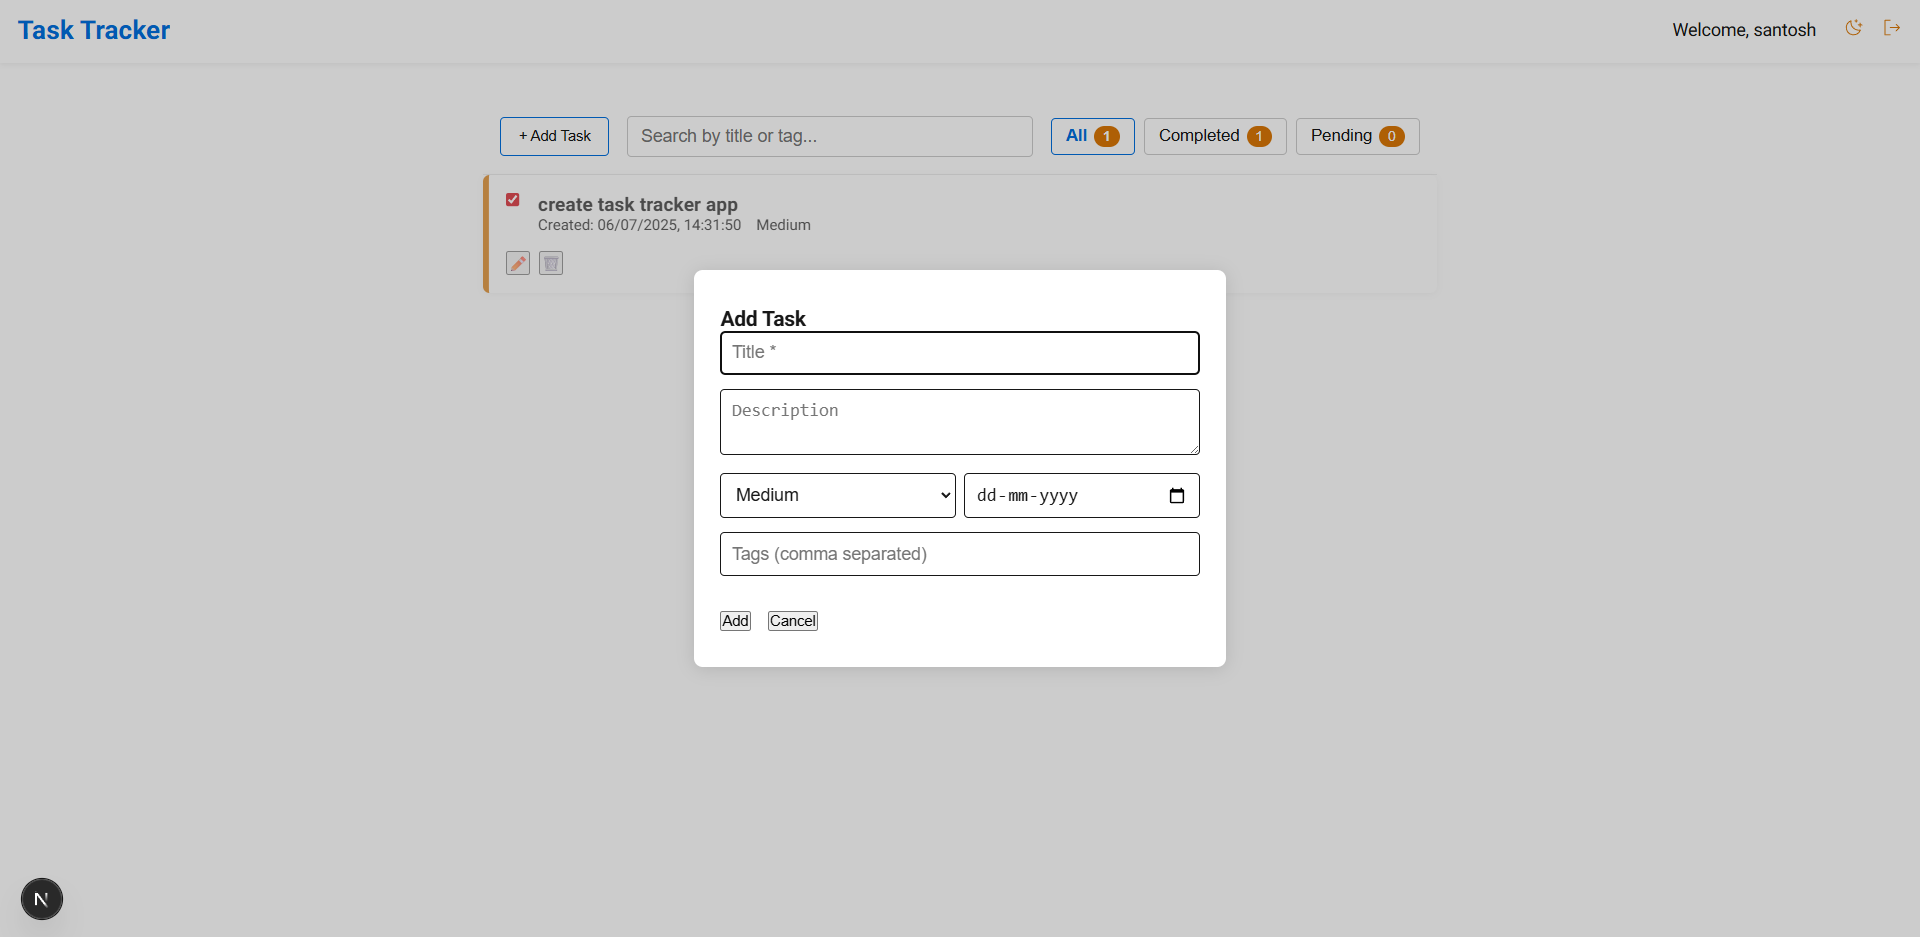 Task Tracker
Welcome, santosh
+ Add Task
Search by title or tag...
All 1
Completed 1
Pending 0
create task tracker app
Created: 06/07/2025, 14:31:50 Medium
Add Task
Title *
Description
Medium
dd-mm-yyyy
Tags (comma separated)
Add
Cancel
N